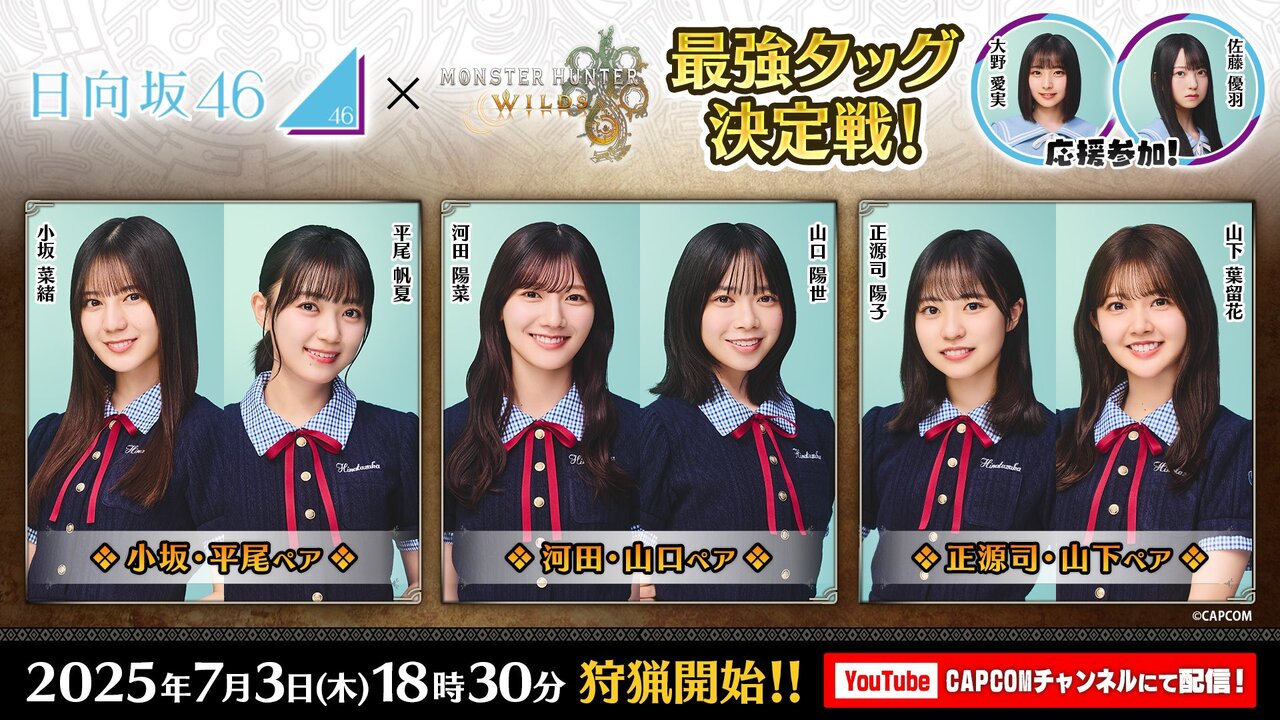 日向坂46
46
×
MONSTER HUNTER
WILDS
最強タッグ
決定戦!
大野 愛実
佐藤 優羽
応援参加!
小坂 菜緒
平尾 帆夏
河田 陽菜
山口 陽世
正源司 陽子
山下 葉留花
Hinatazaka
Hinatazaka
❖ 小坂・平尾ペア ❖
❖ 河田・山口ペア ❖
❖ 正源司・山下ペア ❖
©CAPCOM
2025年7月3日(木)18時30分 狩猟開始!!
YouTube CAPCOMチャンネルにて配信!